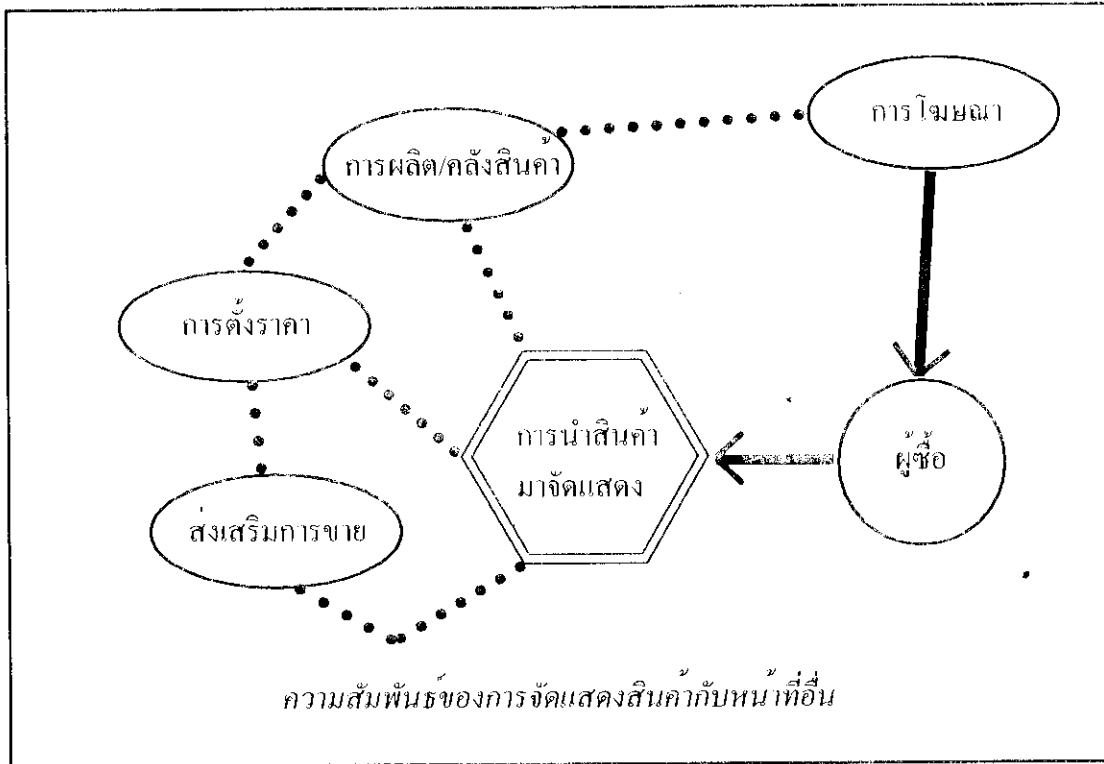 การโฆษณา
การผลิต/คลังสินค้า
การตั้งราคา
การนำสินค้า
มาจัดแสดง
ผู้ซื้อ
ส่งเสริมการขาย
ความสัมพันธ์ของการจัดแสดงสินค้ากับหน้าที่อื่น